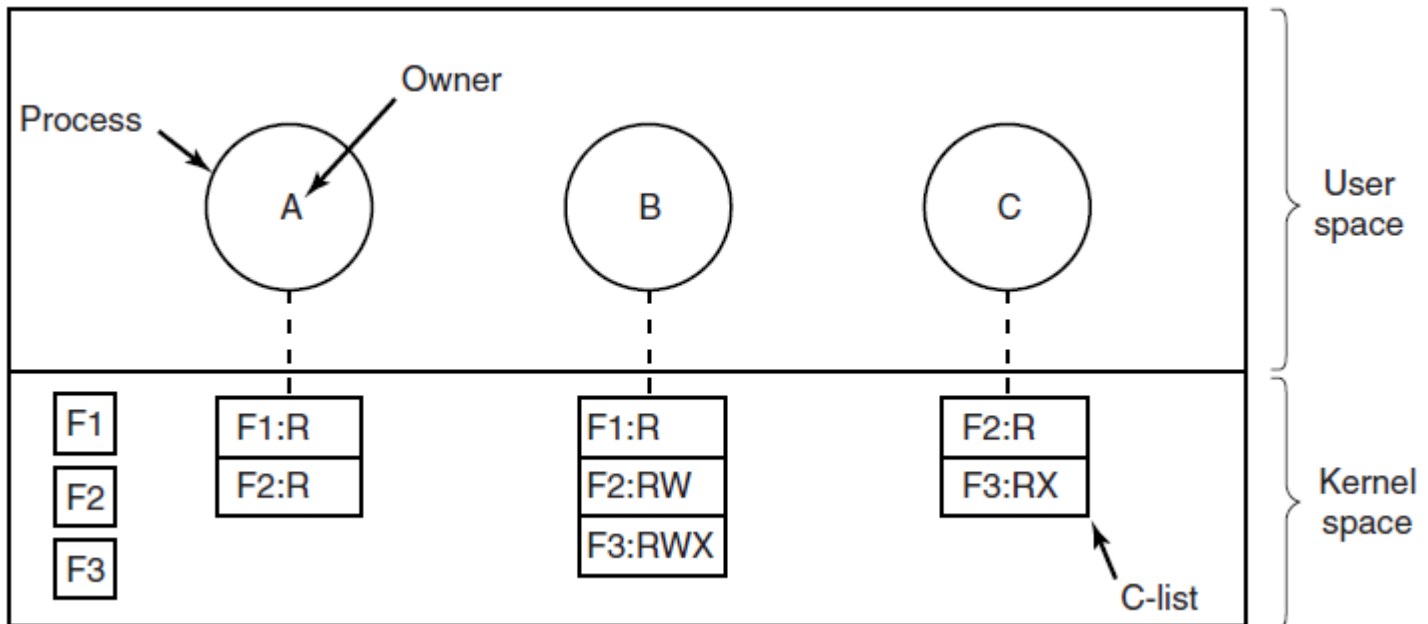 Owner
Process
A
B
C
User
space
F1
F2
F3
F1:R
F2:R
F1:R
F2:RW
F3:RWX
F2:R
F3:RX
C-list
Kernel
space